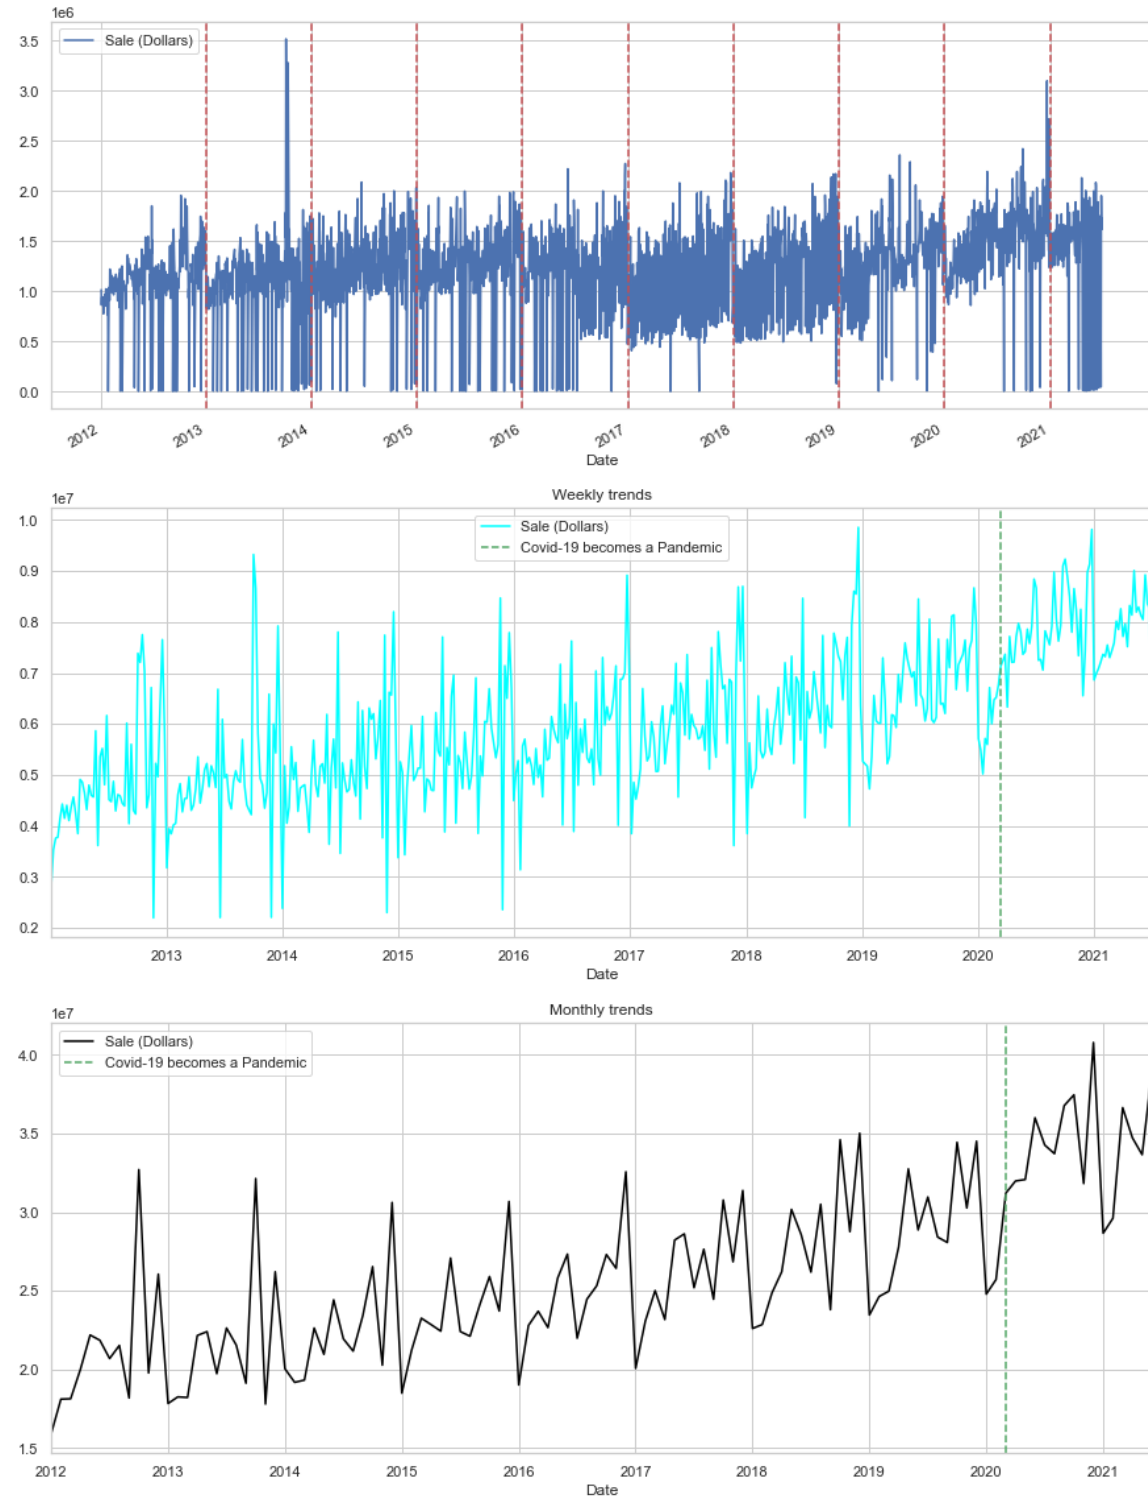 1e6
Sale (Dollars)
3.5
3.0
2.5
2.0
1.5
1.0
0.5
0.0
2012 2013 2014 2015 2016 2017 2018 2019 2020 2021
Date
Weekly trends
1e7
Sale (Dollars)
Covid-19 becomes a Pandemic
1.0
0.9
0.8
0.7
0.6
0.5
0.4
0.3
0.2
2013 2014 2015 2016 2017 2018 2019 2020 2021
Date
Monthly trends
1e7
Sale (Dollars)
Covid-19 becomes a Pandemic
4.0
3.5
3.0
2.5
2.0
1.5
2012 2013 2014 2015 2016 2017 2018 2019 2020 2021
Date